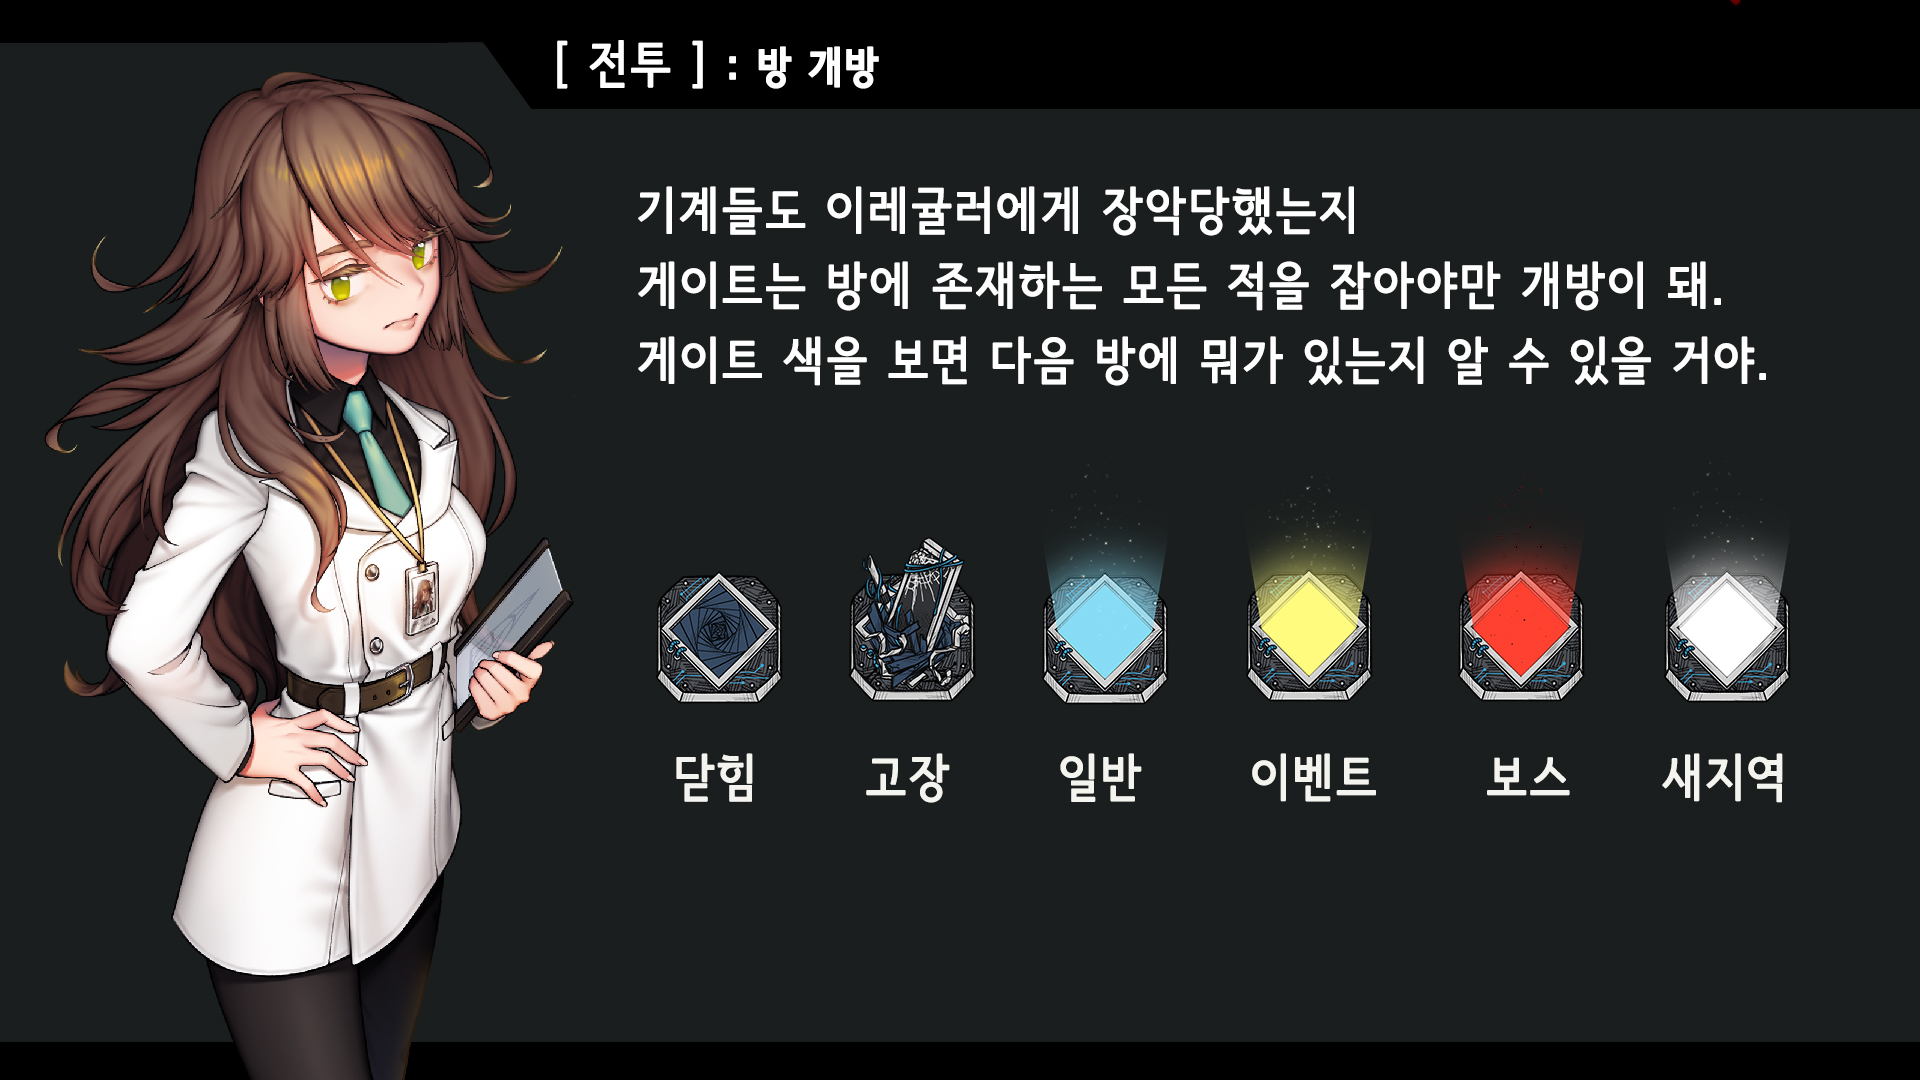 [ 전투 ] : 방 개방
기계들도 이레귤러에게 장악당했는지
게이트는 방에 존재하는 모든 적을 잡아야만 개방이 돼.
게이트 색을 보면 다음 방에 뭐가 있는지 알 수 있을 거야.
닫힘 고장 일반 이벤트 보스 새지역